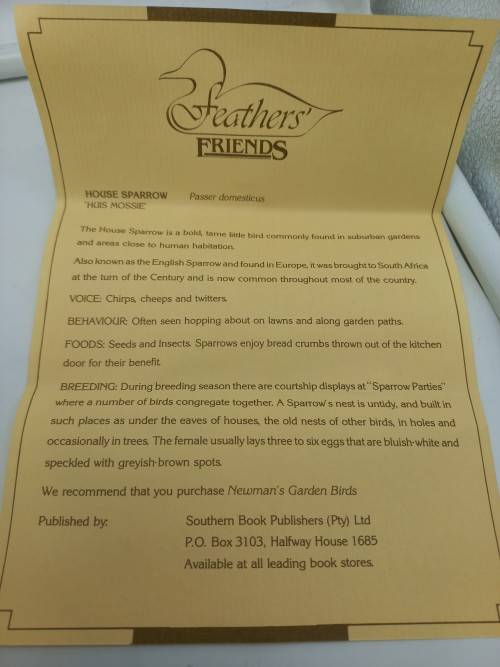 Feathers'
FRIENDS
HOUSE SPARROW Passer domesticus
'HUIS MOSSIE'
The House Sparrow is a bold, tame little bird commonly found in suburban gardens
and areas close to human habitation.
Also known as the English Sparrow and found in Europe, it was brought to South Africa
at the turn of the Century and is now common throughout most of the country.
VOICE: Chirps, cheeps and twitters.
BEHAVIOUR: Often seen hopping about on lawns and along garden paths.
FOODS: Seeds and Insects. Sparrows enjoy bread crumbs thrown out of the kitchen
door for their benefit.
BREEDING: During breeding season there are courtship displays at "Sparrow Parties"
where a number of birds congregate together. A Sparrow's nest is untidy, and built in
such places as under the eaves of houses, the old nests of other birds, in holes and
occasionally in trees. The female usually lays three to six eggs that are bluish-white and
speckled with greyish-brown spots.
We recommend that you purchase Newman's Garden Birds
Published by: Southern Book Publishers (Pty) Ltd
P.O. Box 3103, Halfway House 1685
Available at all leading book stores.